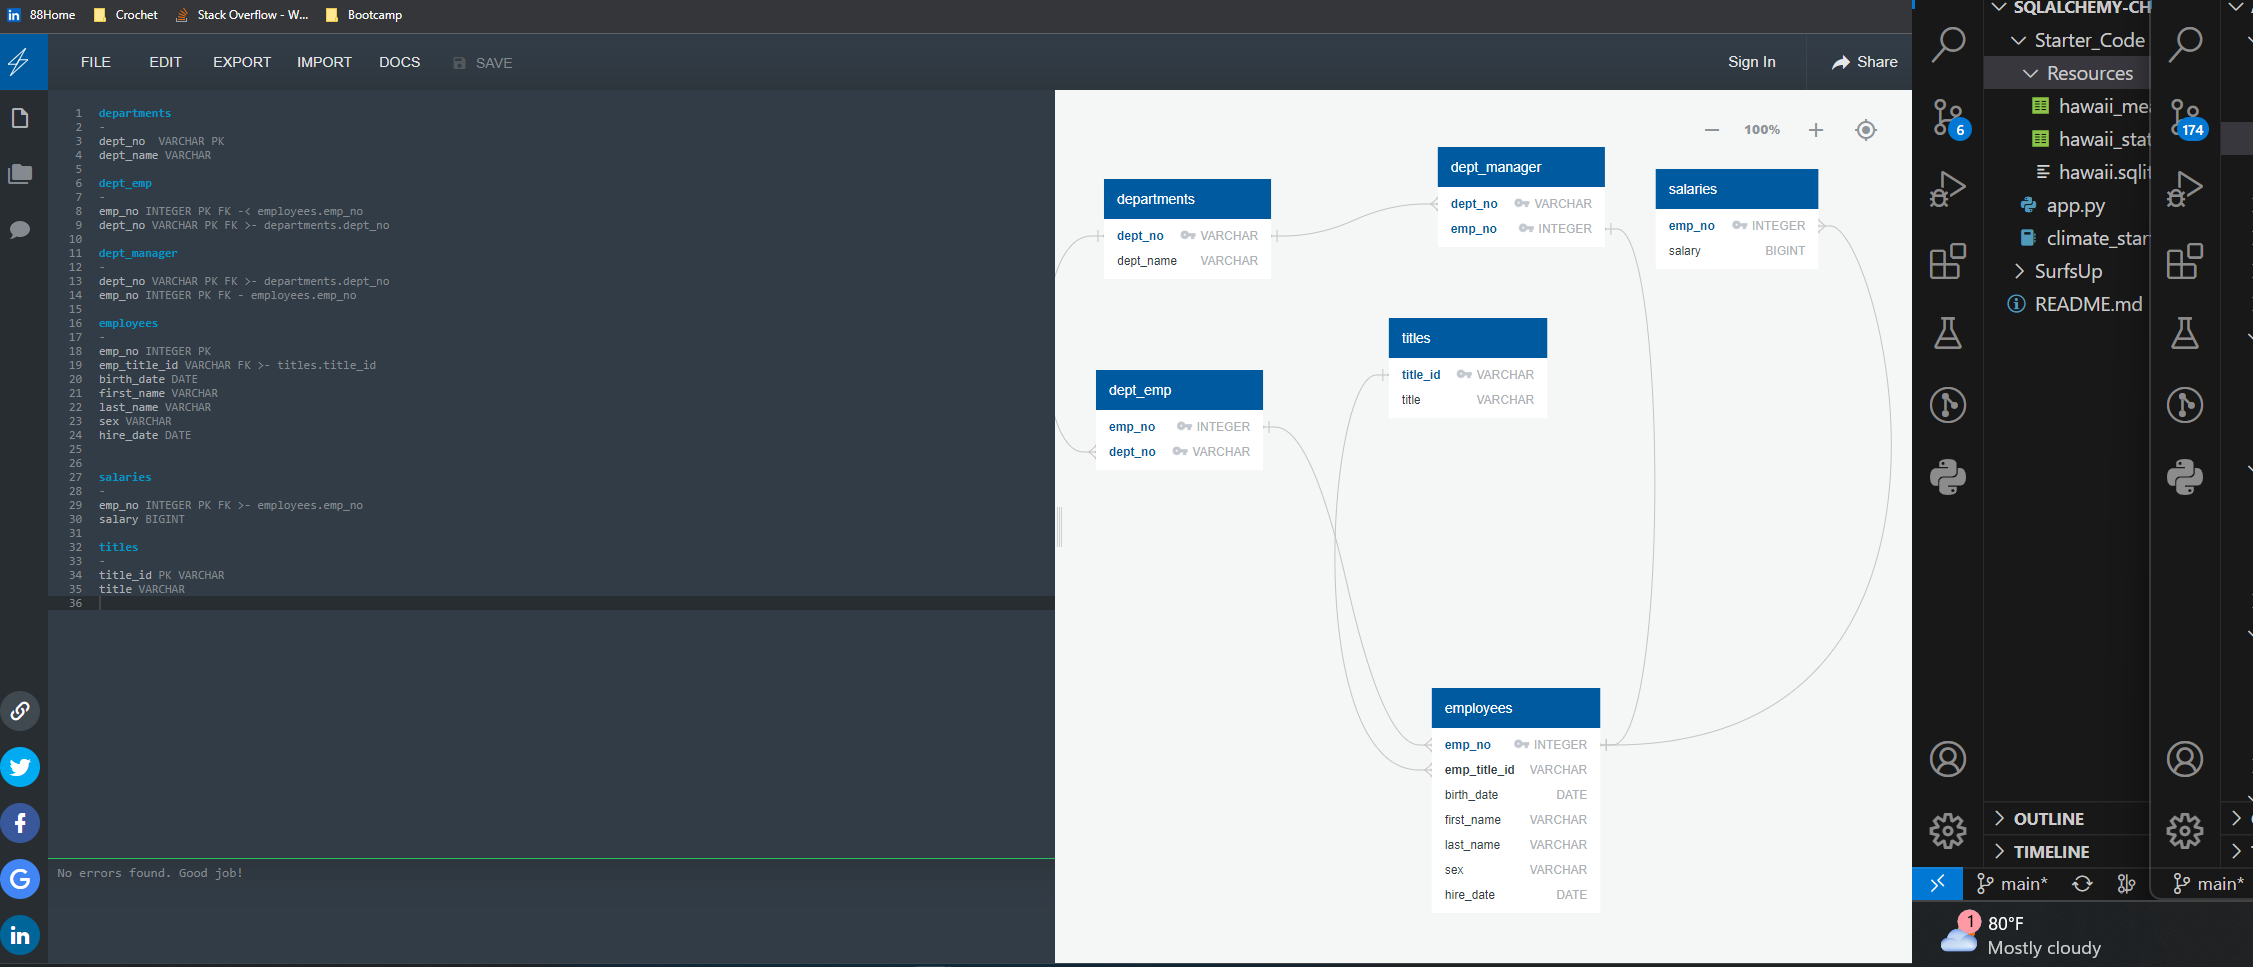 88Home Crochet Stack Overflow - W... Bootcamp
FILE EDIT EXPORT IMPORT DOCS SAVE Sign In Share
1 departments
2 -
3 dept_no  VARCHAR PK
4 dept_name VARCHAR
5
6 dept_emp
7 -
8 emp_no INTEGER PK FK -< employees.emp_no
9 dept_no VARCHAR PK FK >- departments.dept_no
10
11 dept_manager
12 -
13 dept_no VARCHAR PK FK >- departments.dept_no
14 emp_no INTEGER PK FK - employees.emp_no
15
16 employees
17 -
18 emp_no INTEGER PK
19 emp_title_id VARCHAR FK >- titles.title_id
20 birth_date DATE
21 first_name VARCHAR
22 last_name VARCHAR
23 sex VARCHAR
24 hire_date DATE
25
26
27 salaries
28 -
29 emp_no INTEGER PK FK >- employees.emp_no
30 salary BIGINT
31
32 titles
33 -
34 title_id PK VARCHAR
35 title VARCHAR
36
No errors found. Good job!
100%
departments
dept_no VARCHAR
dept_name VARCHAR
dept_manager
dept_no VARCHAR
emp_no INTEGER
salaries
emp_no INTEGER
salary BIGINT
titles
title_id VARCHAR
title VARCHAR
dept_emp
emp_no INTEGER
dept_no VARCHAR
employees
emp_no INTEGER
emp_title_id VARCHAR
birth_date DATE
first_name VARCHAR
last_name VARCHAR
sex VARCHAR
hire_date DATE
SQLALCHEMY-CH
Starter_Code
Resources
hawaii_mea
hawaii_stat
hawaii.sqlit
app.py
climate_star
SurfsUp
README.md
6
174
OUTLINE
TIMELINE
main*
main*
1
80°F
Mostly cloudy